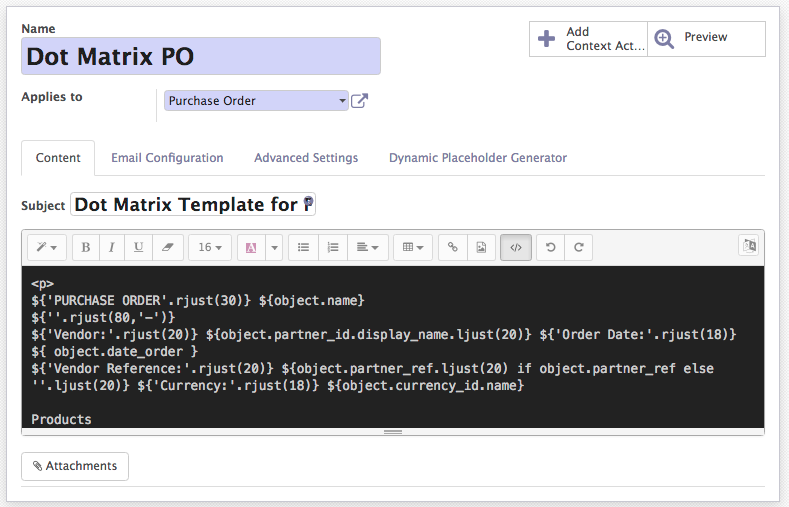 Name
Dot Matrix PO
Add
Context Act...
Preview
Applies to
Purchase Order
Content
Email Configuration
Advanced Settings
Dynamic Placeholder Generator
Subject
Dot Matrix Template for
B I U 16 A
<p>
${'PURCHASE ORDER'.rjust(30)} ${object.name}
${''.rjust(80,'-')}
${'Vendor:'.rjust(20)} ${object.partner_id.display_name.ljust(20)} ${'Order Date:'.rjust(18)}
${ object.date_order }
${'Vendor Reference:'.rjust(20)} ${object.partner_ref.ljust(20) if object.partner_ref else
''.ljust(20)} ${'Currency:'.rjust(18)} ${object.currency_id.name}
Products
Attachments